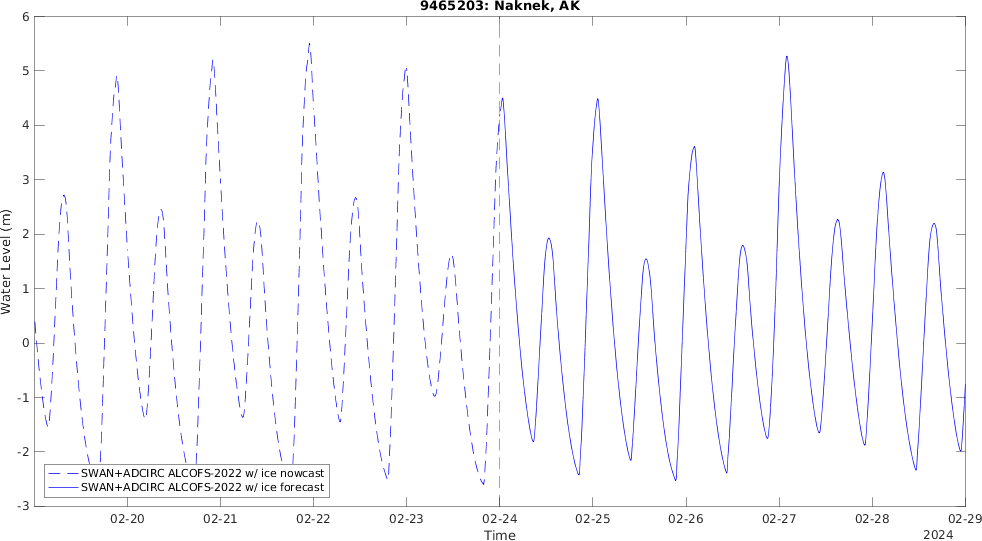 9465203: Naknek, AK
6
5
4
3
2
1
0
-1
-2
-3
Water Level (m)
SWAN+ADCIRC ALCOFS-2022 w/ ice nowcast
SWAN+ADCIRC ALCOFS-2022 w/ ice forecast
02-20 02-21 02-22 02-23 02-24 02-25 02-26 02-27 02-28 02-29
Time 2024